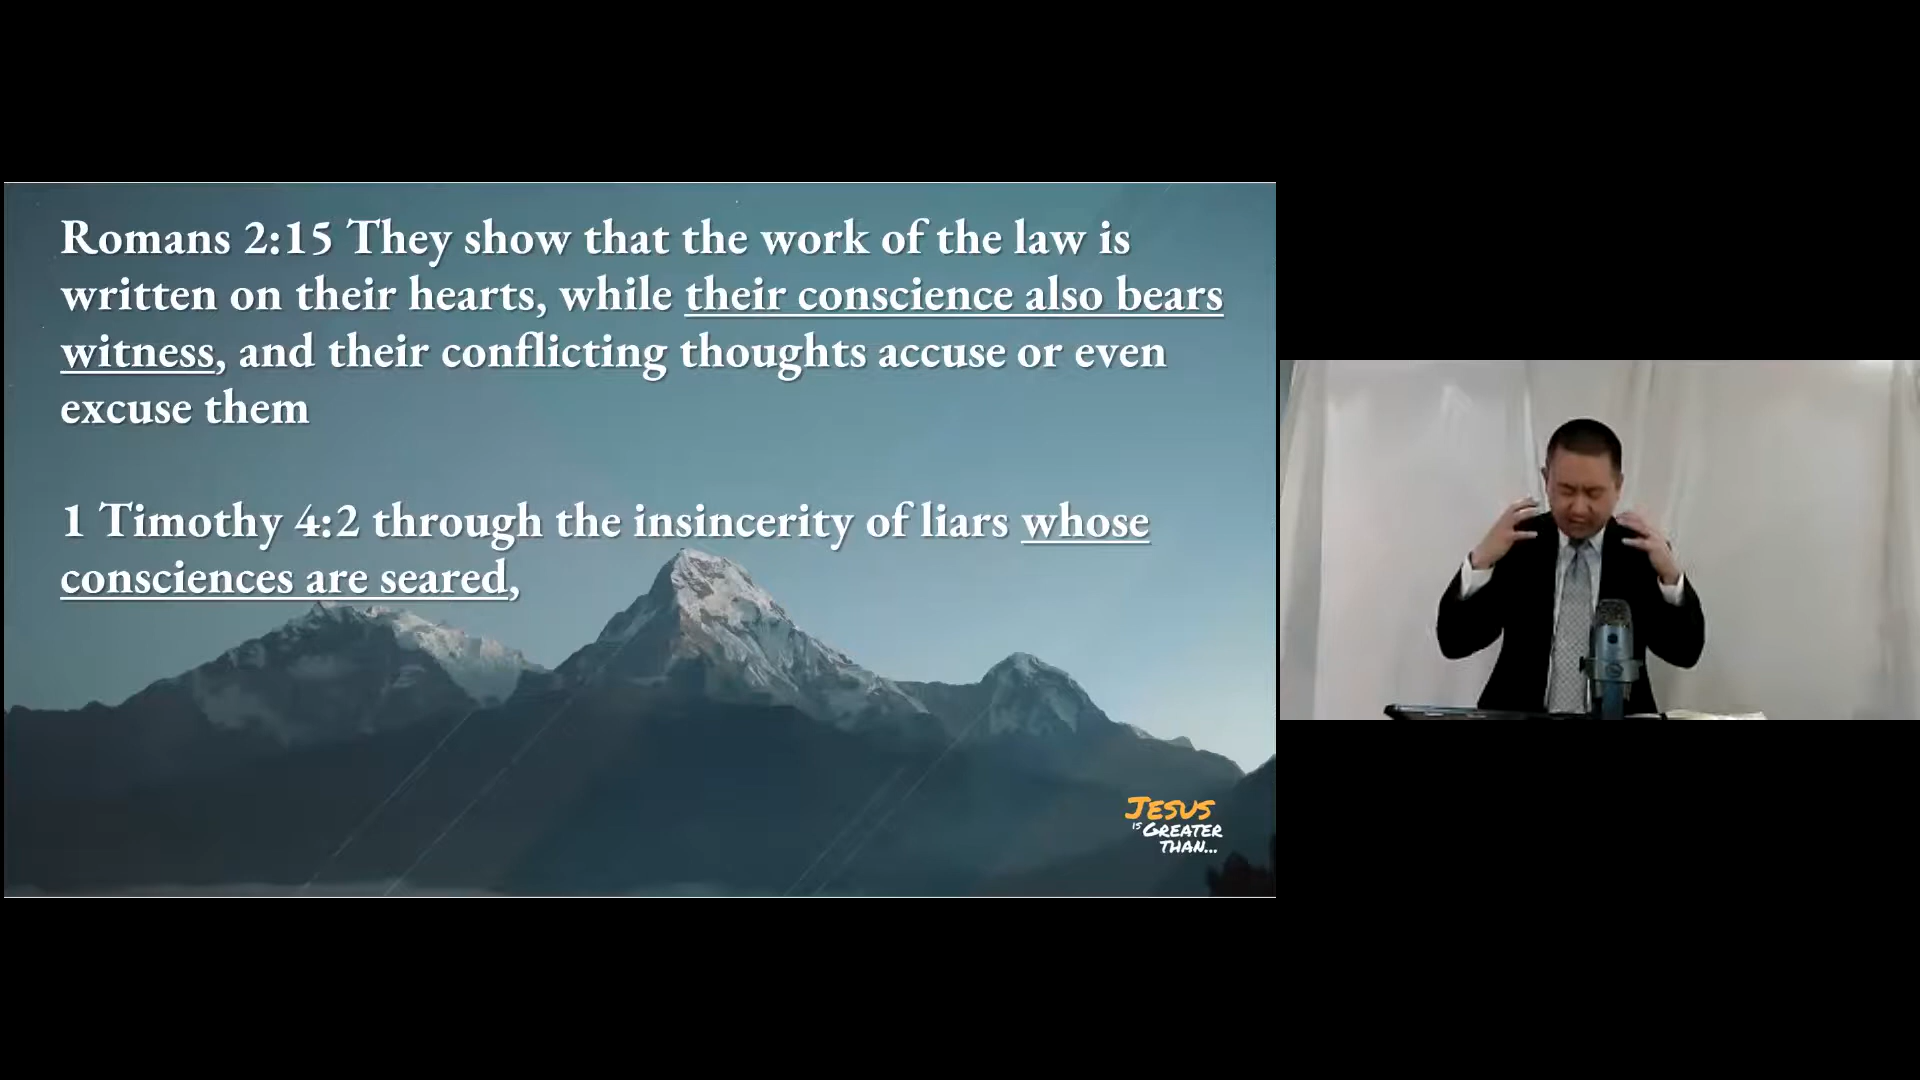 Romans 2:15 They show that the work of the law is
written on their hearts, while their conscience also bears
witness, and their conflicting thoughts accuse or even
excuse them
1 Timothy 4:2 through the insincerity of liars whose
consciences are seared,
JESUS
IS GREATER
THAN...